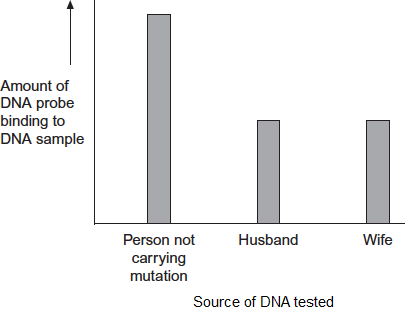 Amount of
DNA probe
binding to
DNA sample
Person not
carrying
mutation
Husband
Wife
Source of DNA tested